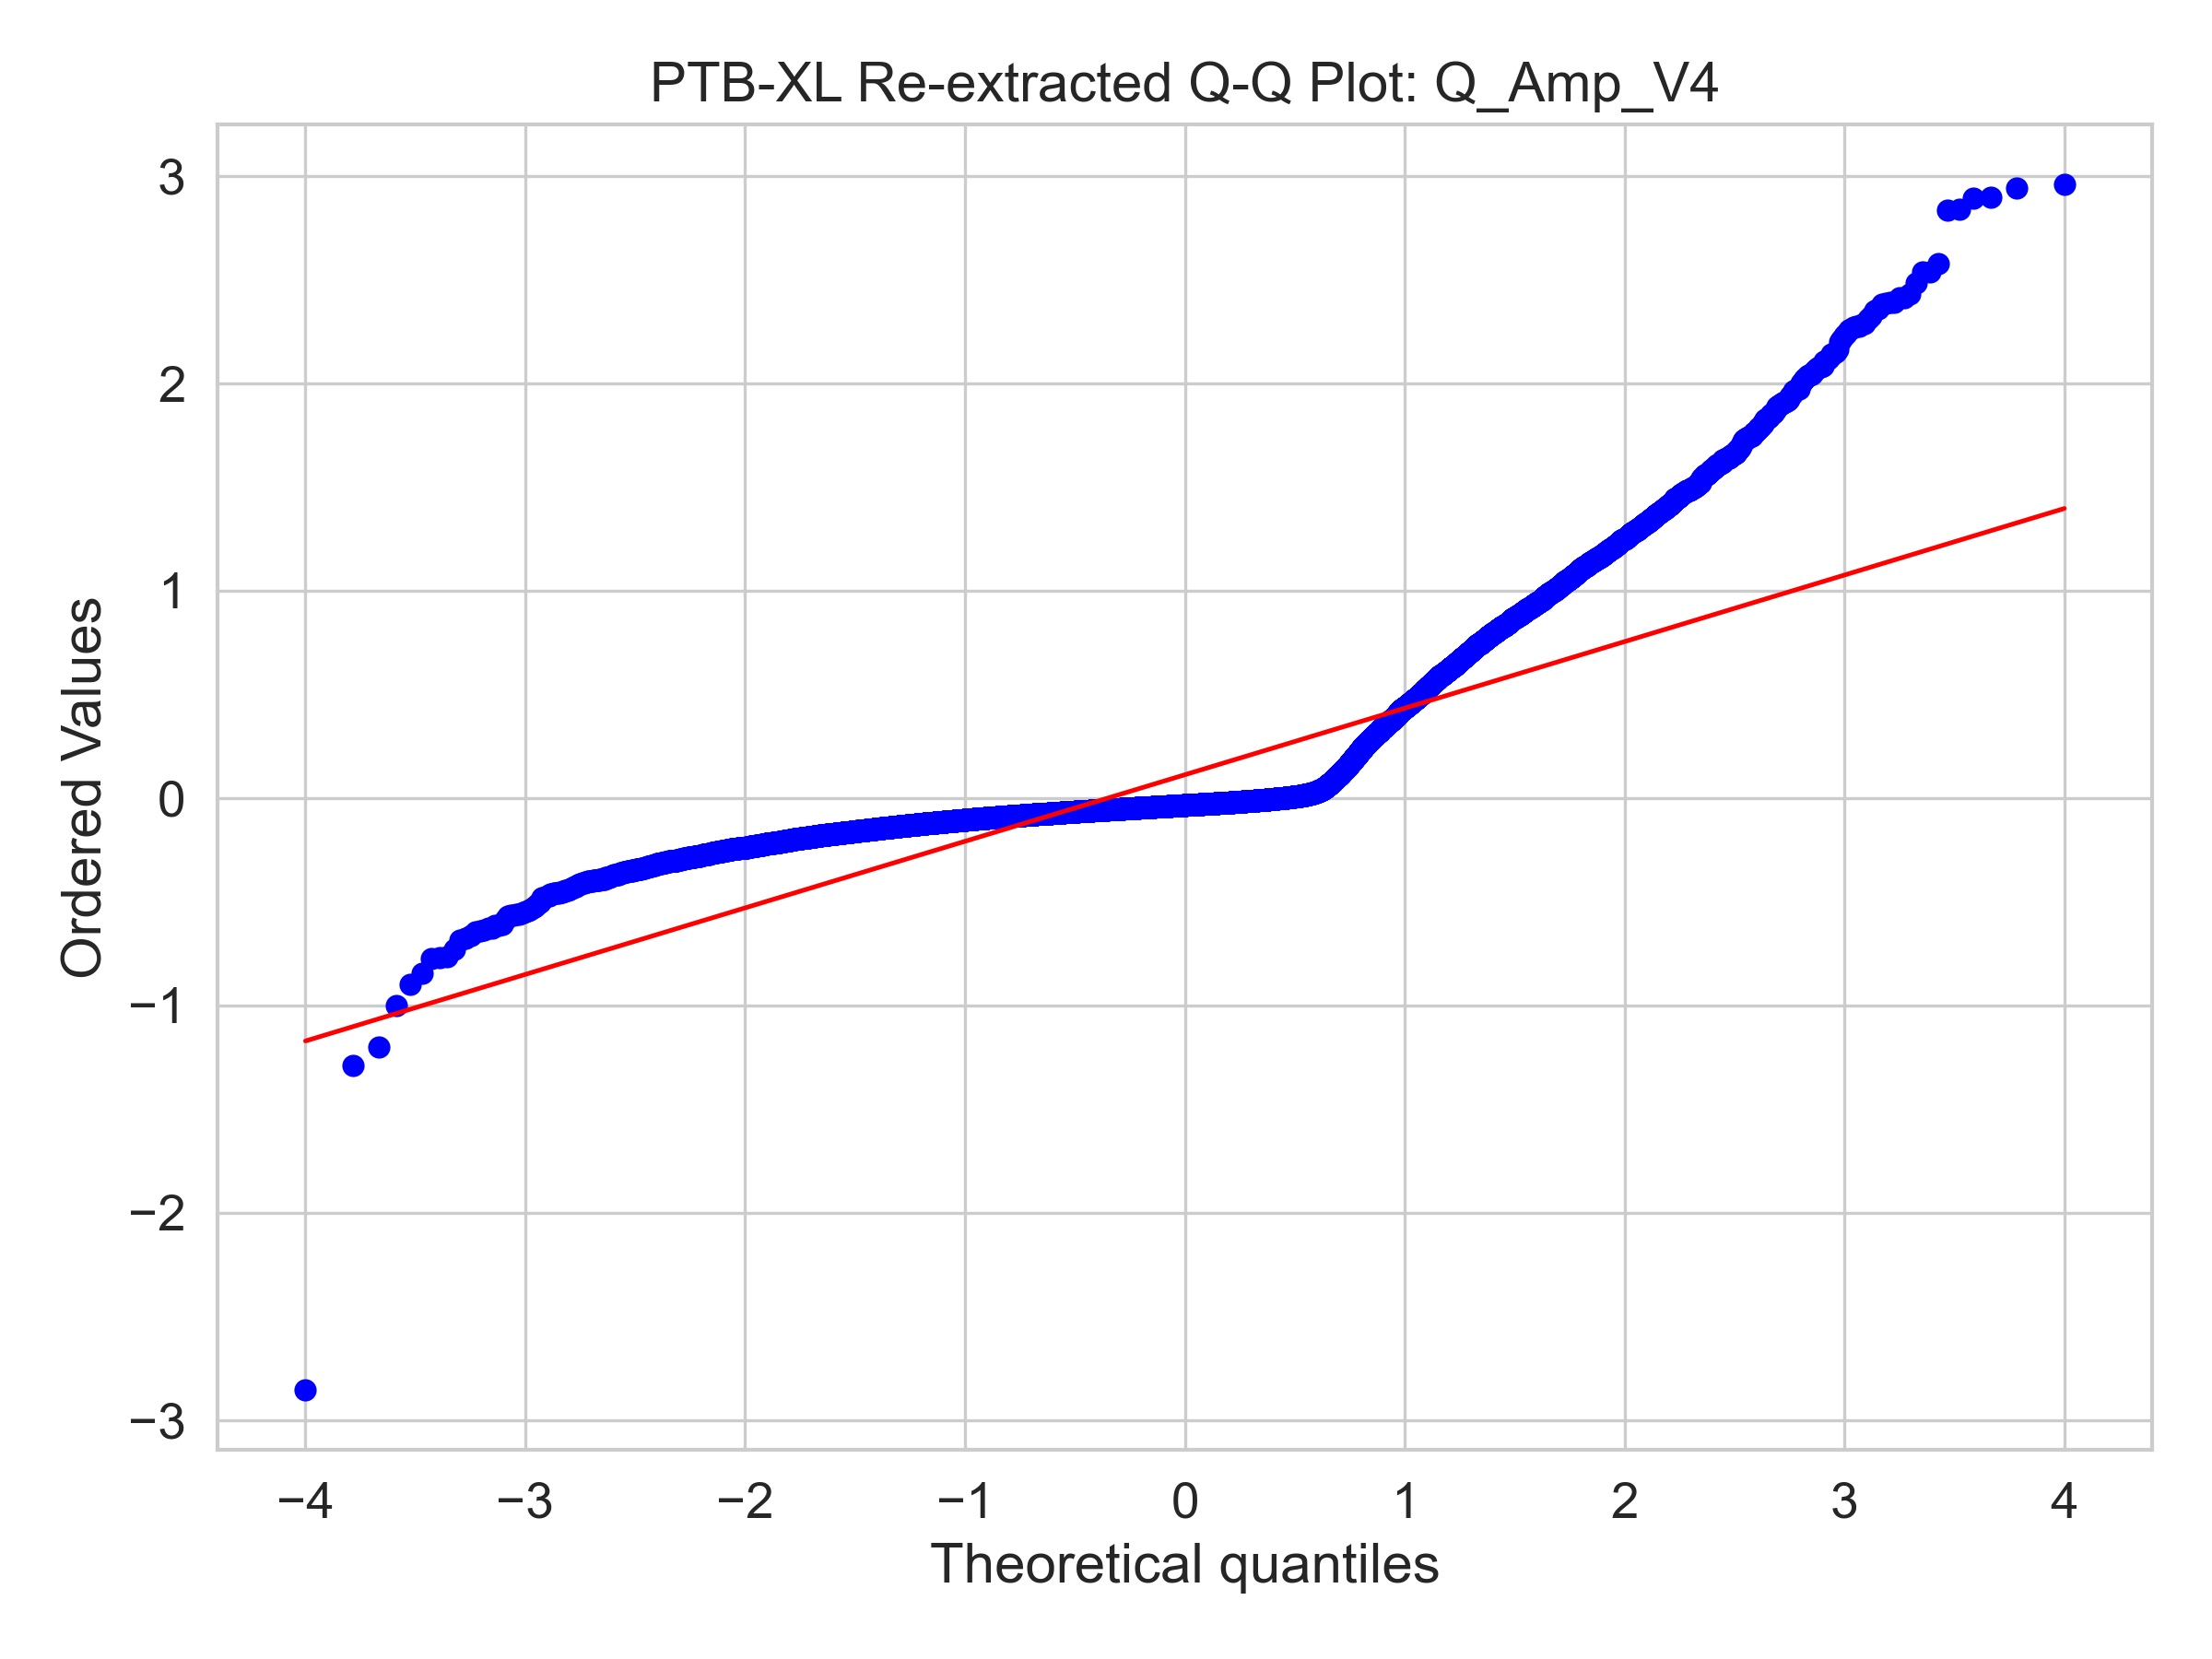 PTB-XL Re-extracted Q-Q Plot: Q_Amp_V4
Ordered Values
3
2
1
0
−1
−2
−3
−4 −3 −2 −1 0 1 2 3 4
Theoretical quantiles